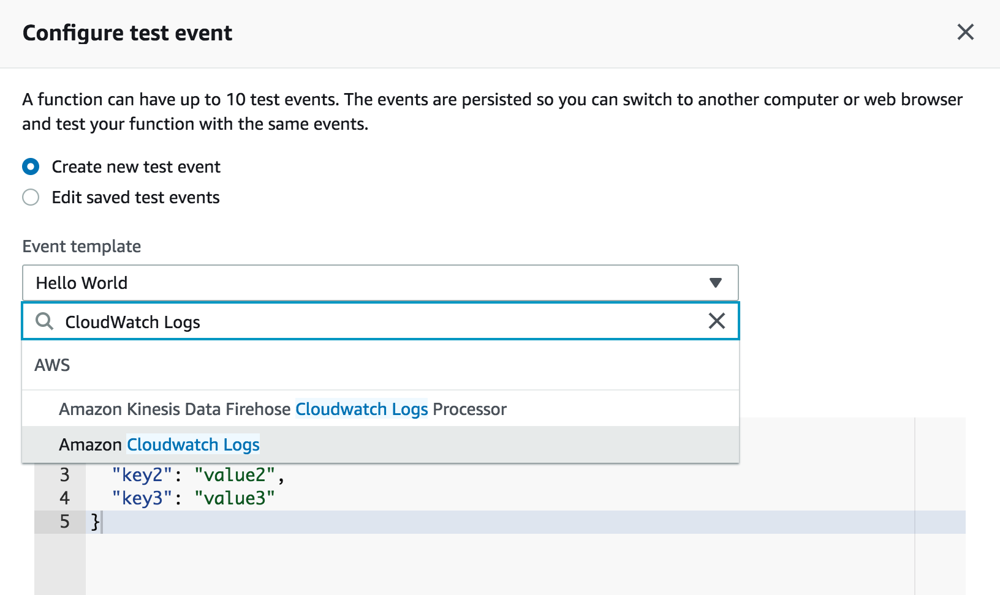 Configure test event
A function can have up to 10 test events. The events are persisted so you can switch to another computer or web browser
and test your function with the same events.
Create new test event
Edit saved test events
Event template
Hello World
CloudWatch Logs
AWS
Amazon Kinesis Data Firehose Cloudwatch Logs Processor
Amazon Cloudwatch Logs
3 "key2": "value2",
4 "key3": "value3"
5 }